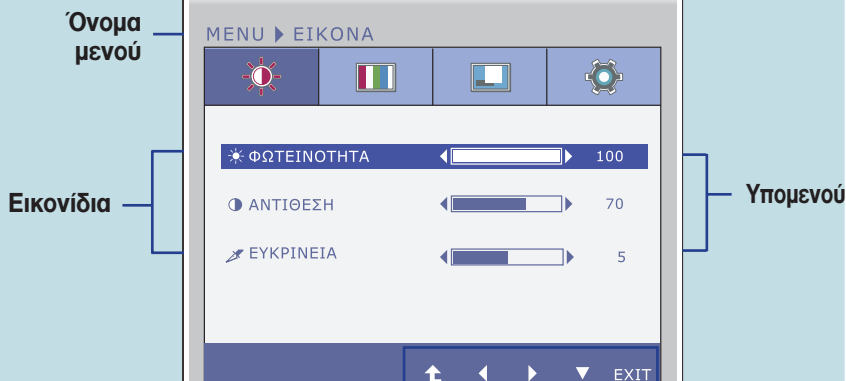 Όνομα
μενού
MENU ΕΙΚΟΝΑ
ΦΩΤΕΙΝΟΤΗΤΑ 100
Εικονίδια
ΑΝΤΙΘΕΣΗ 70
Υπομενού
ΕΥΚΡΙΝΕΙΑ 5
EXIT